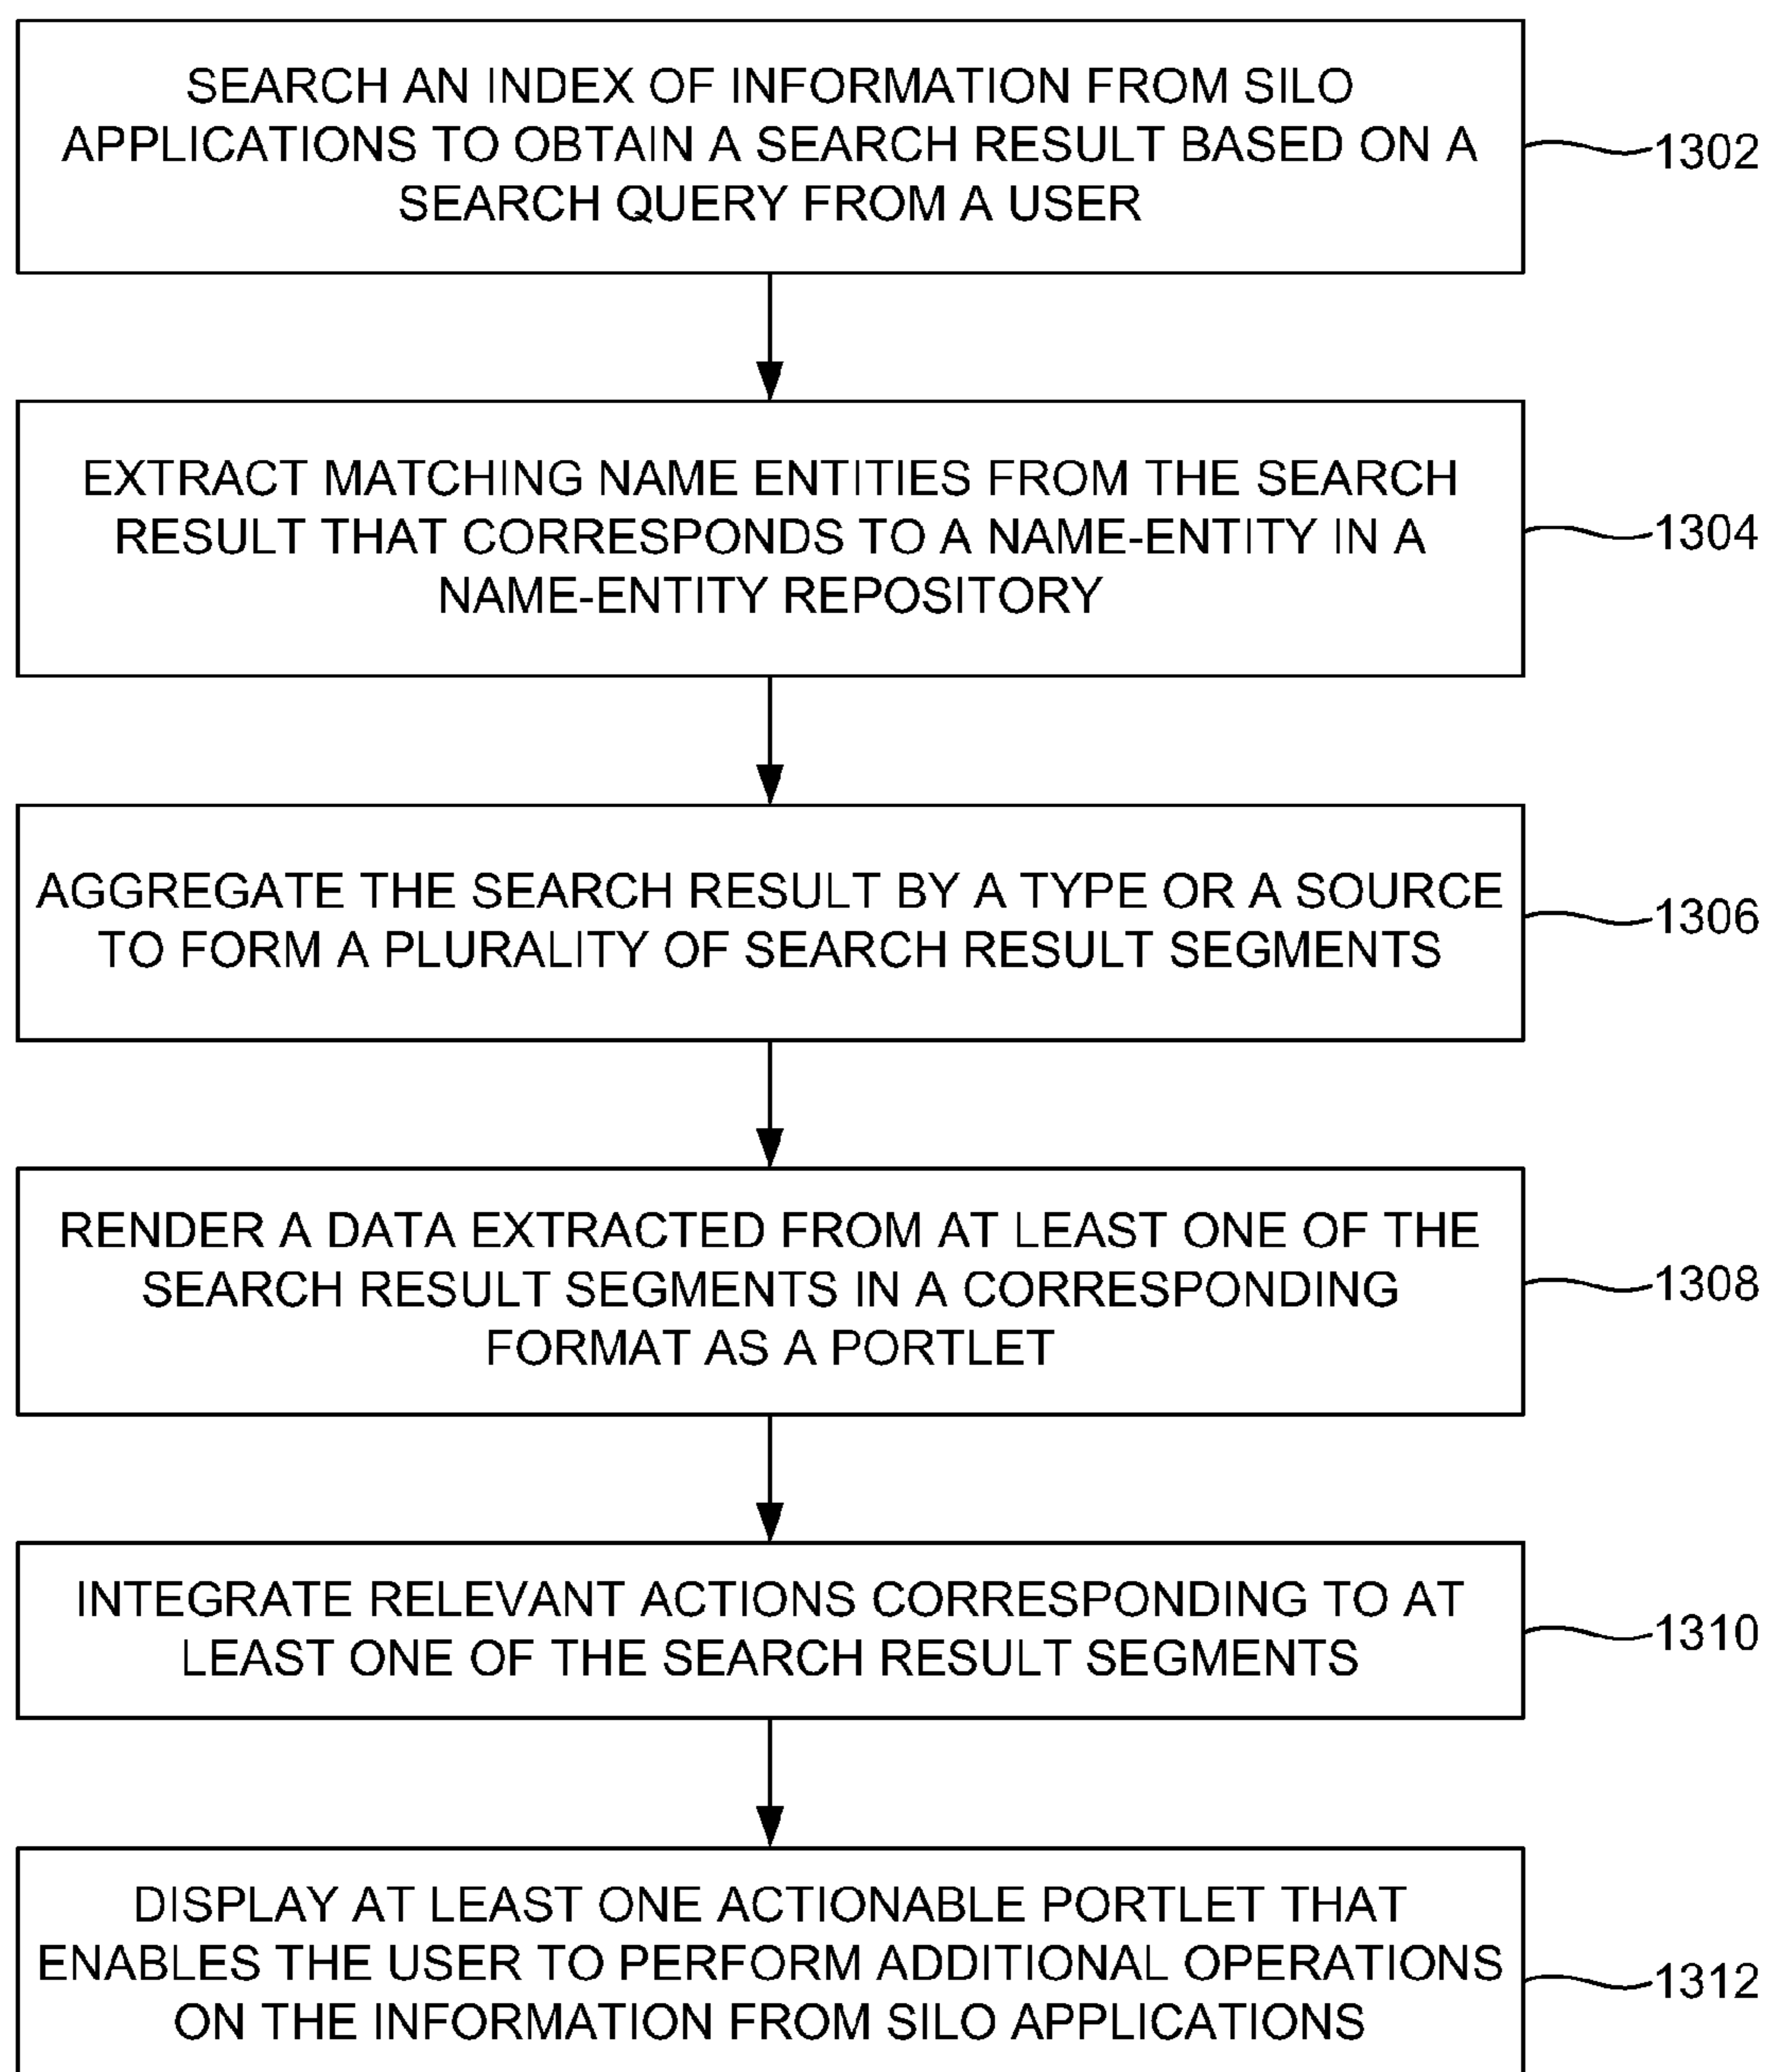 SEARCH AN INDEX OF INFORMATION FROM SILO
APPLICATIONS TO OBTAIN A SEARCH RESULT BASED ON A
SEARCH QUERY FROM A USER
1302
EXTRACT MATCHING NAME ENTITIES FROM THE SEARCH
RESULT THAT CORRESPONDS TO A NAME-ENTITY IN A
NAME-ENTITY REPOSITORY
1304
AGGREGATE THE SEARCH RESULT BY A TYPE OR A SOURCE
TO FORM A PLURALITY OF SEARCH RESULT SEGMENTS
1306
RENDER A DATA EXTRACTED FROM AT LEAST ONE OF THE
SEARCH RESULT SEGMENTS IN A CORRESPONDING
FORMAT AS A PORTLET
1308
INTEGRATE RELEVANT ACTIONS CORRESPONDING TO AT
LEAST ONE OF THE SEARCH RESULT SEGMENTS
1310
DISPLAY AT LEAST ONE ACTIONABLE PORTLET THAT
ENABLES THE USER TO PERFORM ADDITIONAL OPERATIONS
ON THE INFORMATION FROM SILO APPLICATIONS
1312